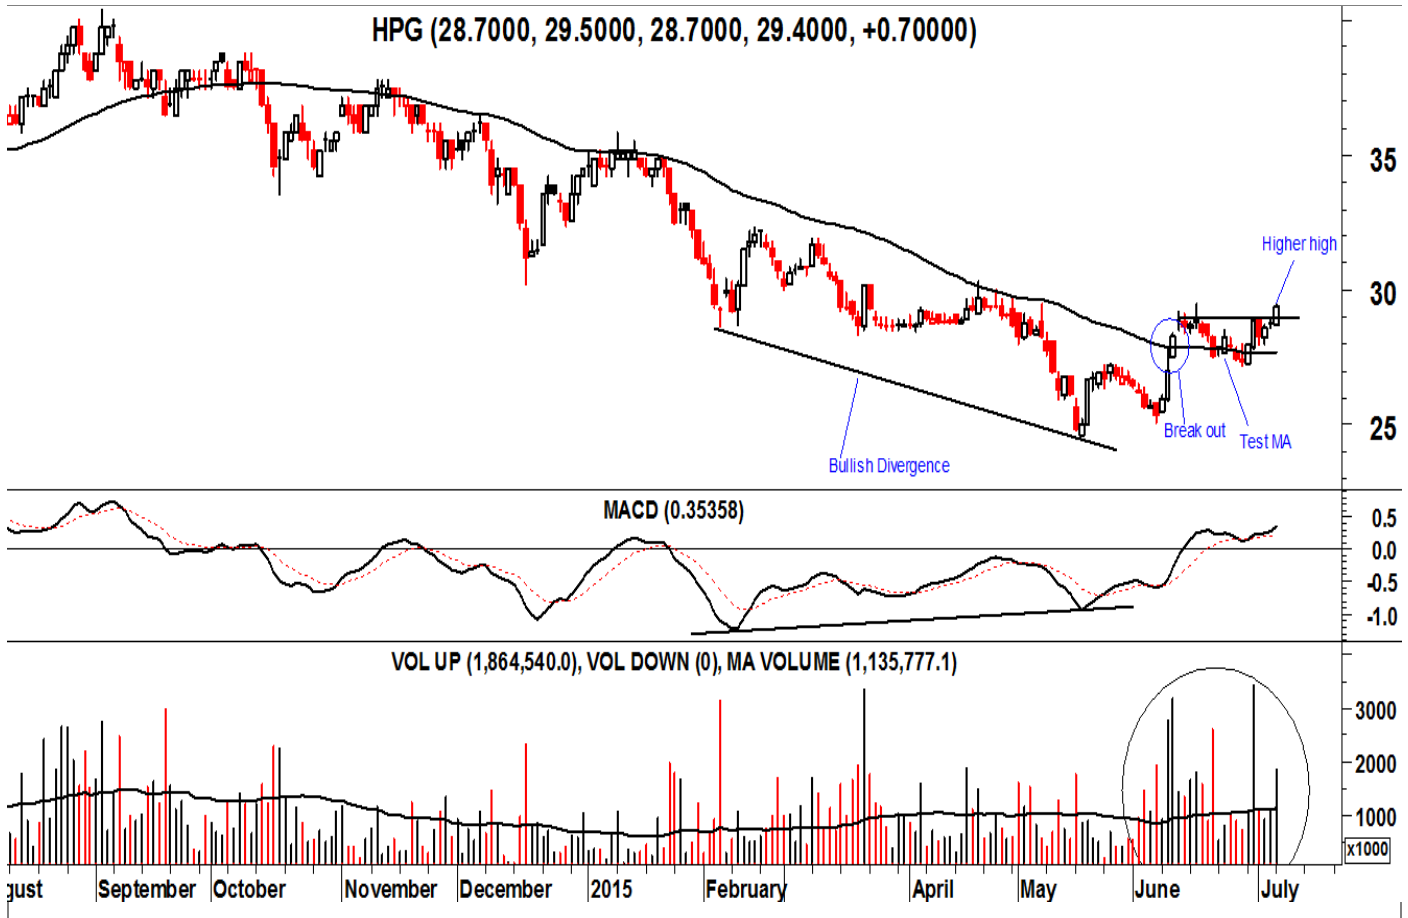 HPG (28.7000, 29.5000, 28.7000, 29.4000, +0.70000)
35
Higher high
30
25
Break out
Test MA
Bullish Divergence
MACD (0.35358)
0.5
0.0
-0.5
-1.0
VOL UP (1,864,540.0), VOL DOWN (0), MA VOLUME (1,135,777.1)
3000
2000
1000
x1000
gust September October November December 2015 February April May June July